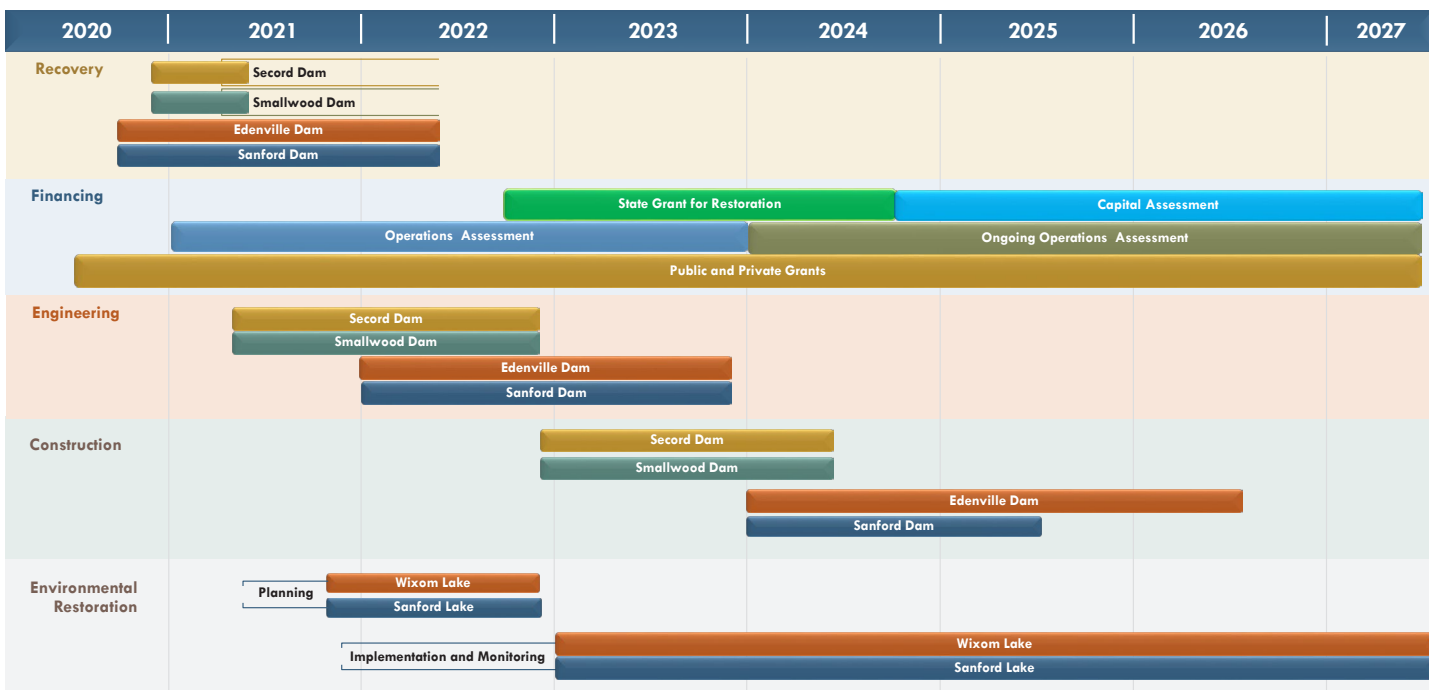 2020 2021 2022 2023 2024 2025 2026 2027
Recovery
Secord Dam
Smallwood Dam
Edenville Dam
Sanford Dam
Financing
State Grant for Restoration Capital Assessment
Operations Assessment Ongoing Operations Assessment
Public and Private Grants
Engineering
Secord Dam
Smallwood Dam
Edenville Dam
Sanford Dam
Construction
Secord Dam
Smallwood Dam
Edenville Dam
Sanford Dam
Environmental
Restoration
Planning
Wixom Lake
Sanford Lake
Implementation and Monitoring
Wixom Lake
Sanford Lake